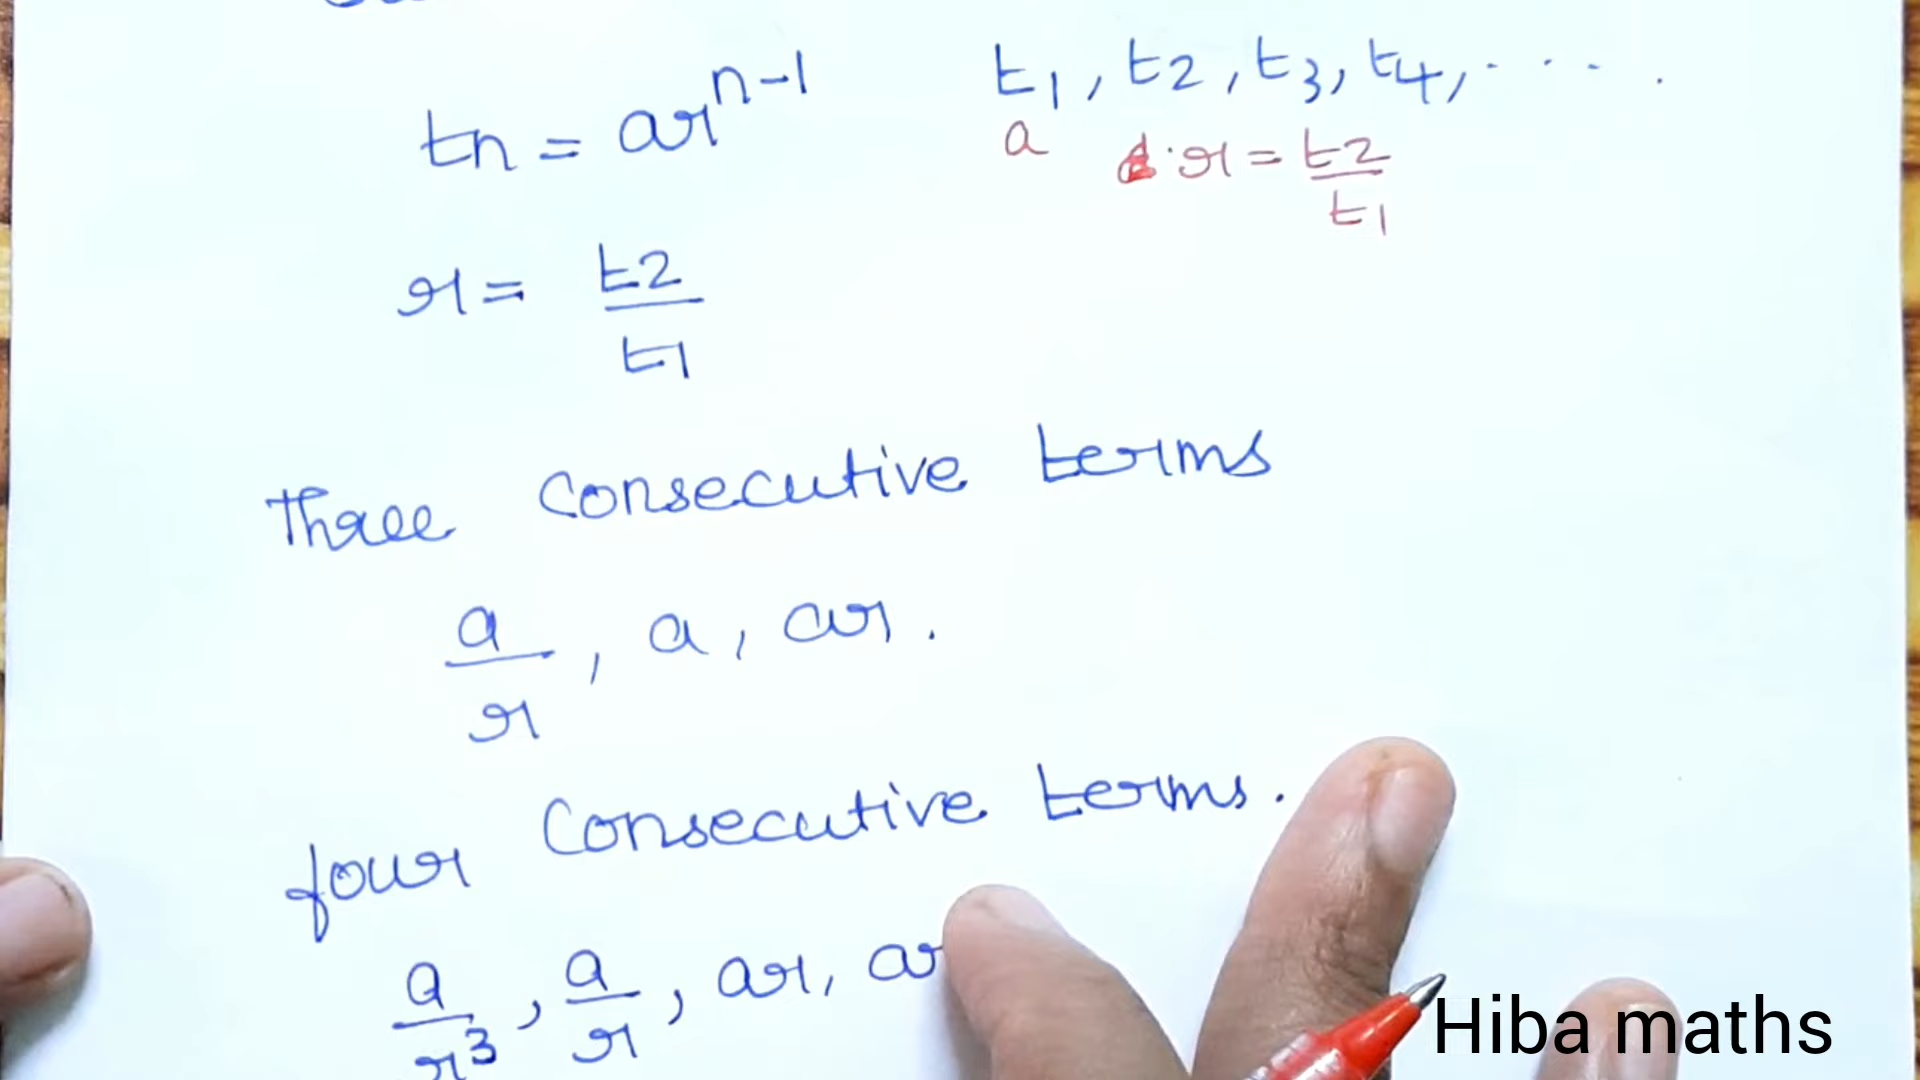 tn = ar^n-1
t1, t2, t3, t4, .....
a r = t2/t1
r = t2/t1
Three consecutive terms
a/r, a, ar.
four consecutive terms.
a/r^3, a/r, ar, ar
Hiba maths